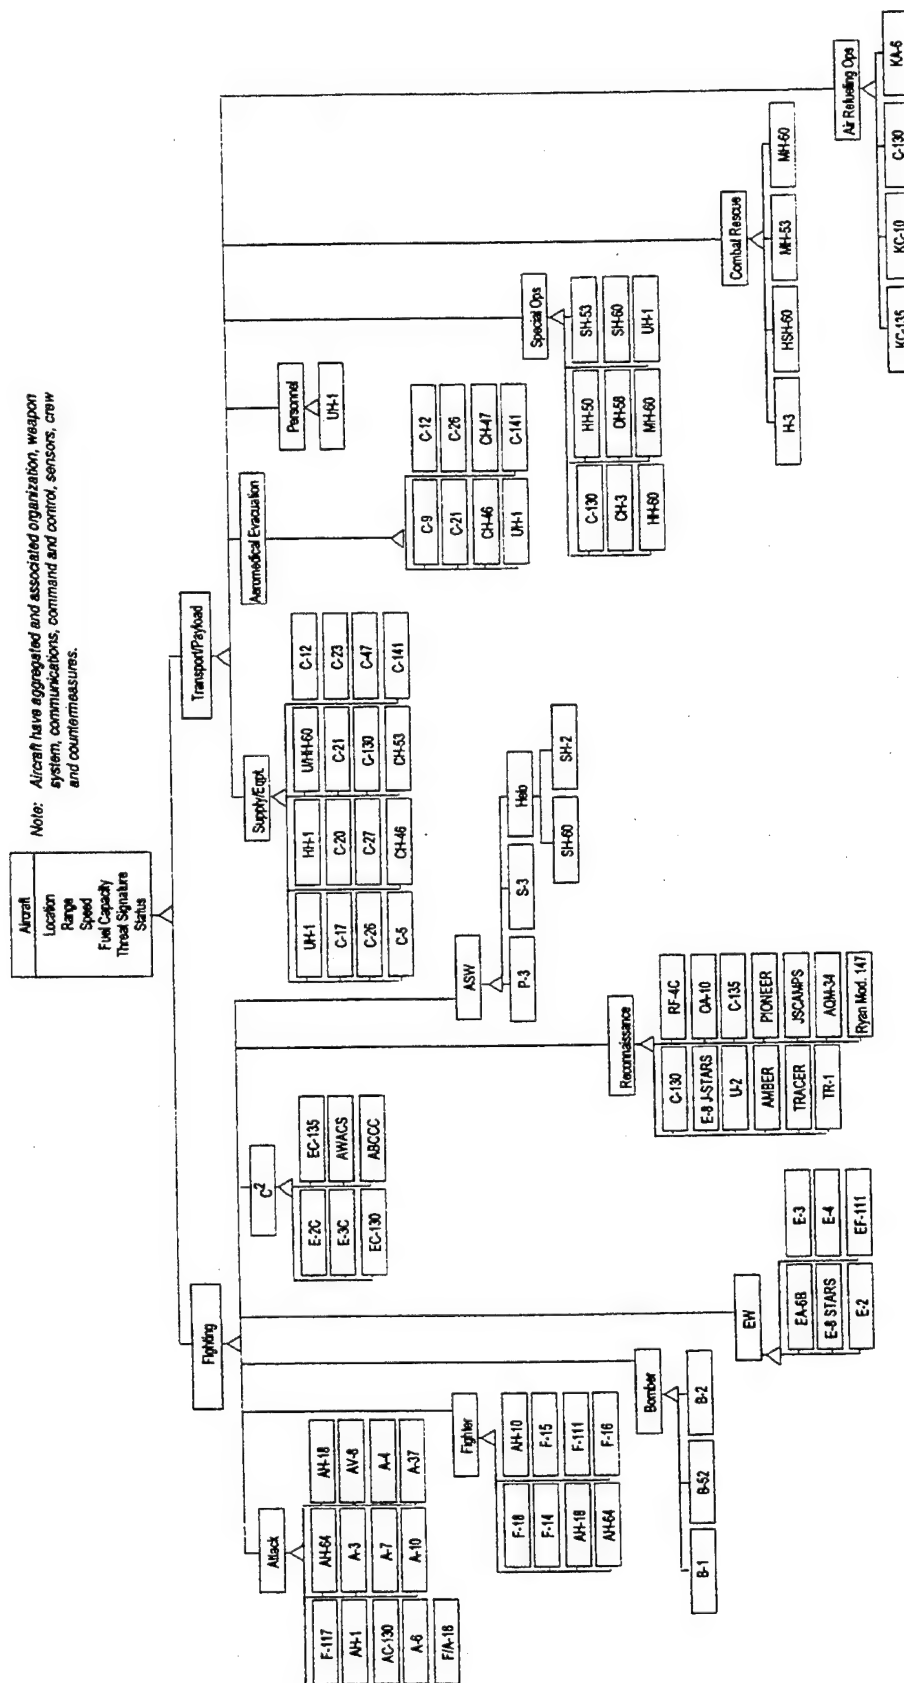 Aircraft
Location
Range
Speed
Fuel Capacity
Threat Signature
Status
Note: Aircraft have aggregated and associated organization, weapon
system, communications, command and control, sensors, crew
and countermeasures.
Fighting
Transport/Payload
Attack
F-117
AH-64
AH-18
AH-1
A-3
AV-8
AC-130
A-7
A-4
A-6
A-10
A-37
F/A-18
Fighter
F-18
AH-10
F-14
F-15
AH-18
F-111
AH-64
F-16
Bomber
B-1
B-52
B-2
EW
EA-6B
E-3
E-8 STARS
E-4
E-2
EF-111
C2
E-2C
EC-135
E-3C
AWACS
EC-130
ABCCC
Reconnaissance
C-130
RF-4C
E-8 J-STARS
OA-10
U-2
C-135
AMBER
PIONEER
TRACER
JSCAMPS
TR-1
AQM-34
Ryan Mod. 147
ASW
P-3
S-3
Helo
SH-60
SH-2
Supply/Eqpt.
UH-1
HH-1
U/HH-60
C-12
C-17
C-20
C-21
C-23
C-26
C-27
C-130
C-47
C-5
CH-46
CH-53
C-141
Aeromedical Evacuation
C-9
C-12
C-21
C-26
CH-46
CH-47
UH-1
C-141
Personnel
UH-1
Special Ops
C-130
HH-50
SH-53
CH-3
OH-58
SH-60
HH-60
MH-60
UH-1
Combat Rescue
H-3
HSH-60
MH-53
MH-60
Air Refueling Ops
KC-135
KC-10
C-130
KA-6